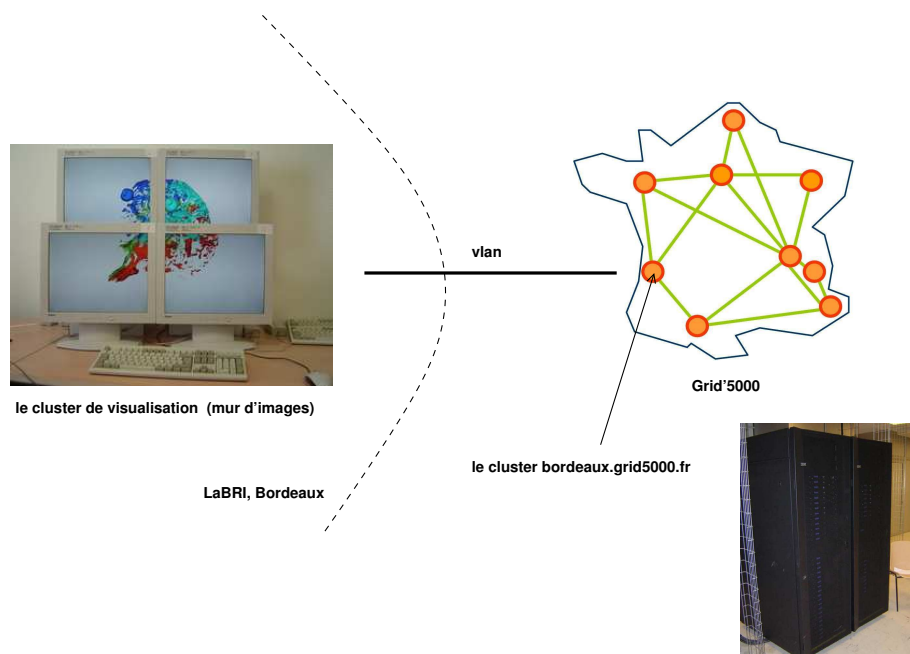 vlan
Grid'5000
le cluster de visualisation (mur d'images)
le cluster bordeaux.grid5000.fr
LaBRI, Bordeaux